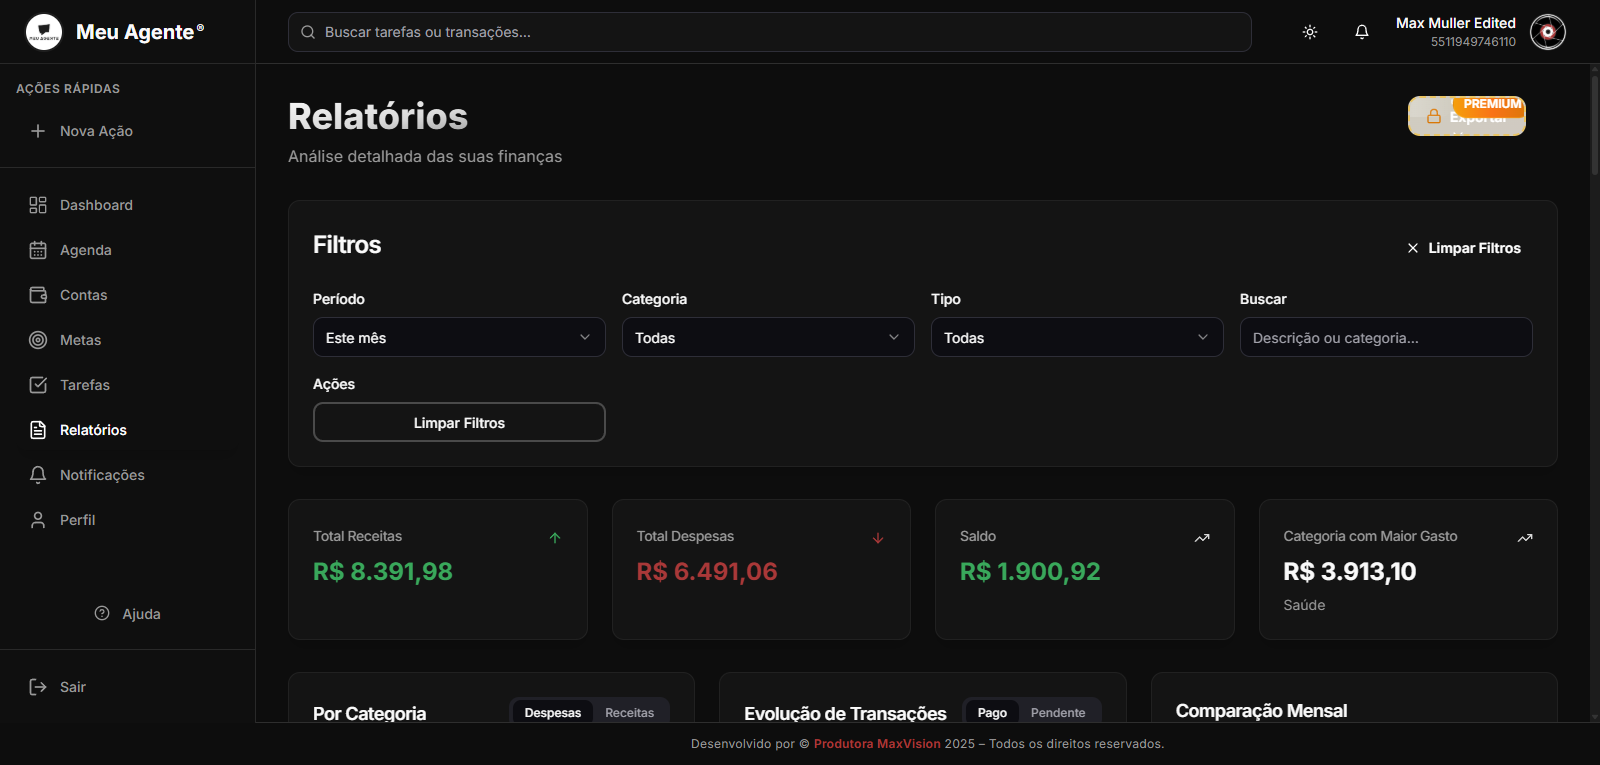 Meu Agente®
Buscar tarefas ou transações...
Max Muller Edited
5511949746110
AÇÕES RÁPIDAS
Nova Ação
Dashboard
Agenda
Contas
Metas
Tarefas
Relatórios
Notificações
Perfil
Ajuda
Sair
Relatórios
Análise detalhada das suas finanças
PREMIUM
Exportar
Filtros
Limpar Filtros
Período
Categoria
Tipo
Buscar
Este mês
Todas
Todas
Descrição ou categoria...
Ações
Limpar Filtros
Total Receitas
R$ 8.391,98
Total Despesas
R$ 6.491,06
Saldo
R$ 1.900,92
Categoria com Maior Gasto
R$ 3.913,10
Saúde
Por Categoria
Despesas
Receitas
Evolução de Transações
Pago
Pendente
Comparação Mensal
Desenvolvido por © Produtora MaxVision 2025 – Todos os direitos reservados.